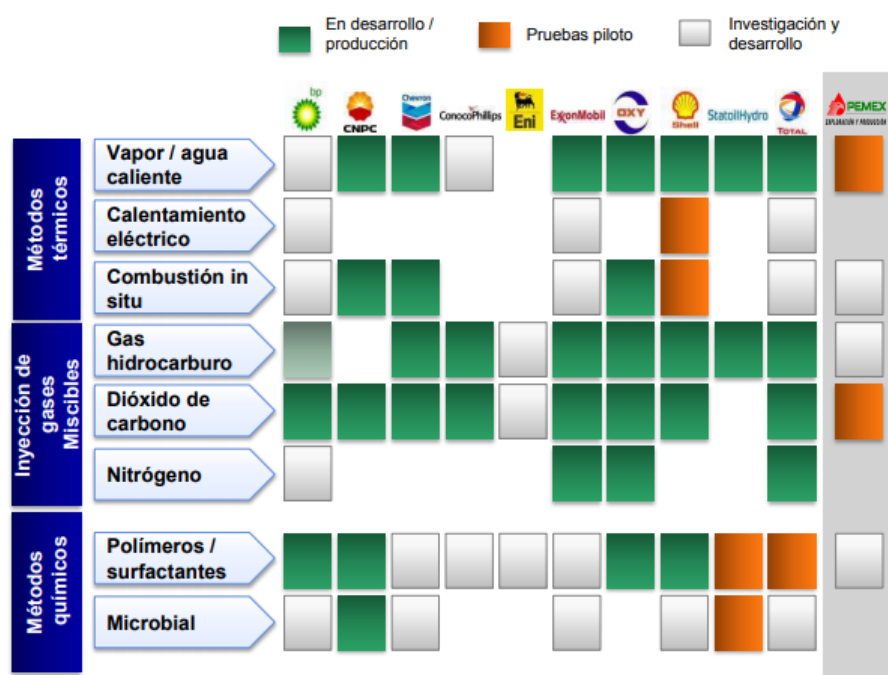 En desarrollo /
producción
Pruebas piloto
Investigación y
desarrollo
bp
CNPC
Chevron
ConocoPhillips
Eni
ExxonMobil
OXY
Shell
StatoilHydro
TOTAL
PEMEX
EXPLORACIÓN Y PRODUCCIÓN
Métodos
térmicos
Vapor / agua
caliente
Calentamiento
eléctrico
Combustión in
situ
Inyección de
gases
Miscibles
Gas
hidrocarburo
Dióxido de
carbono
Nitrógeno
Métodos
químicos
Polímeros /
surfactantes
Microbial